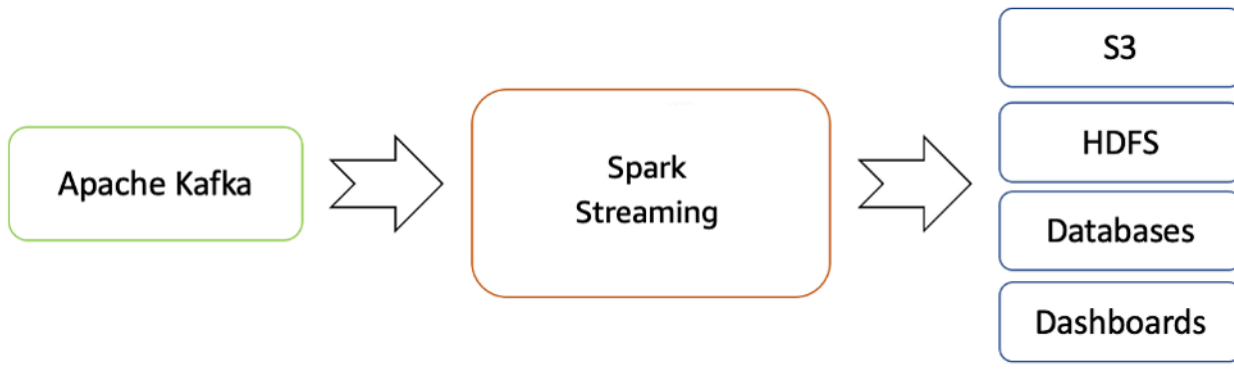 Apache Kafka
Spark
Streaming
S3
HDFS
Databases
Dashboards